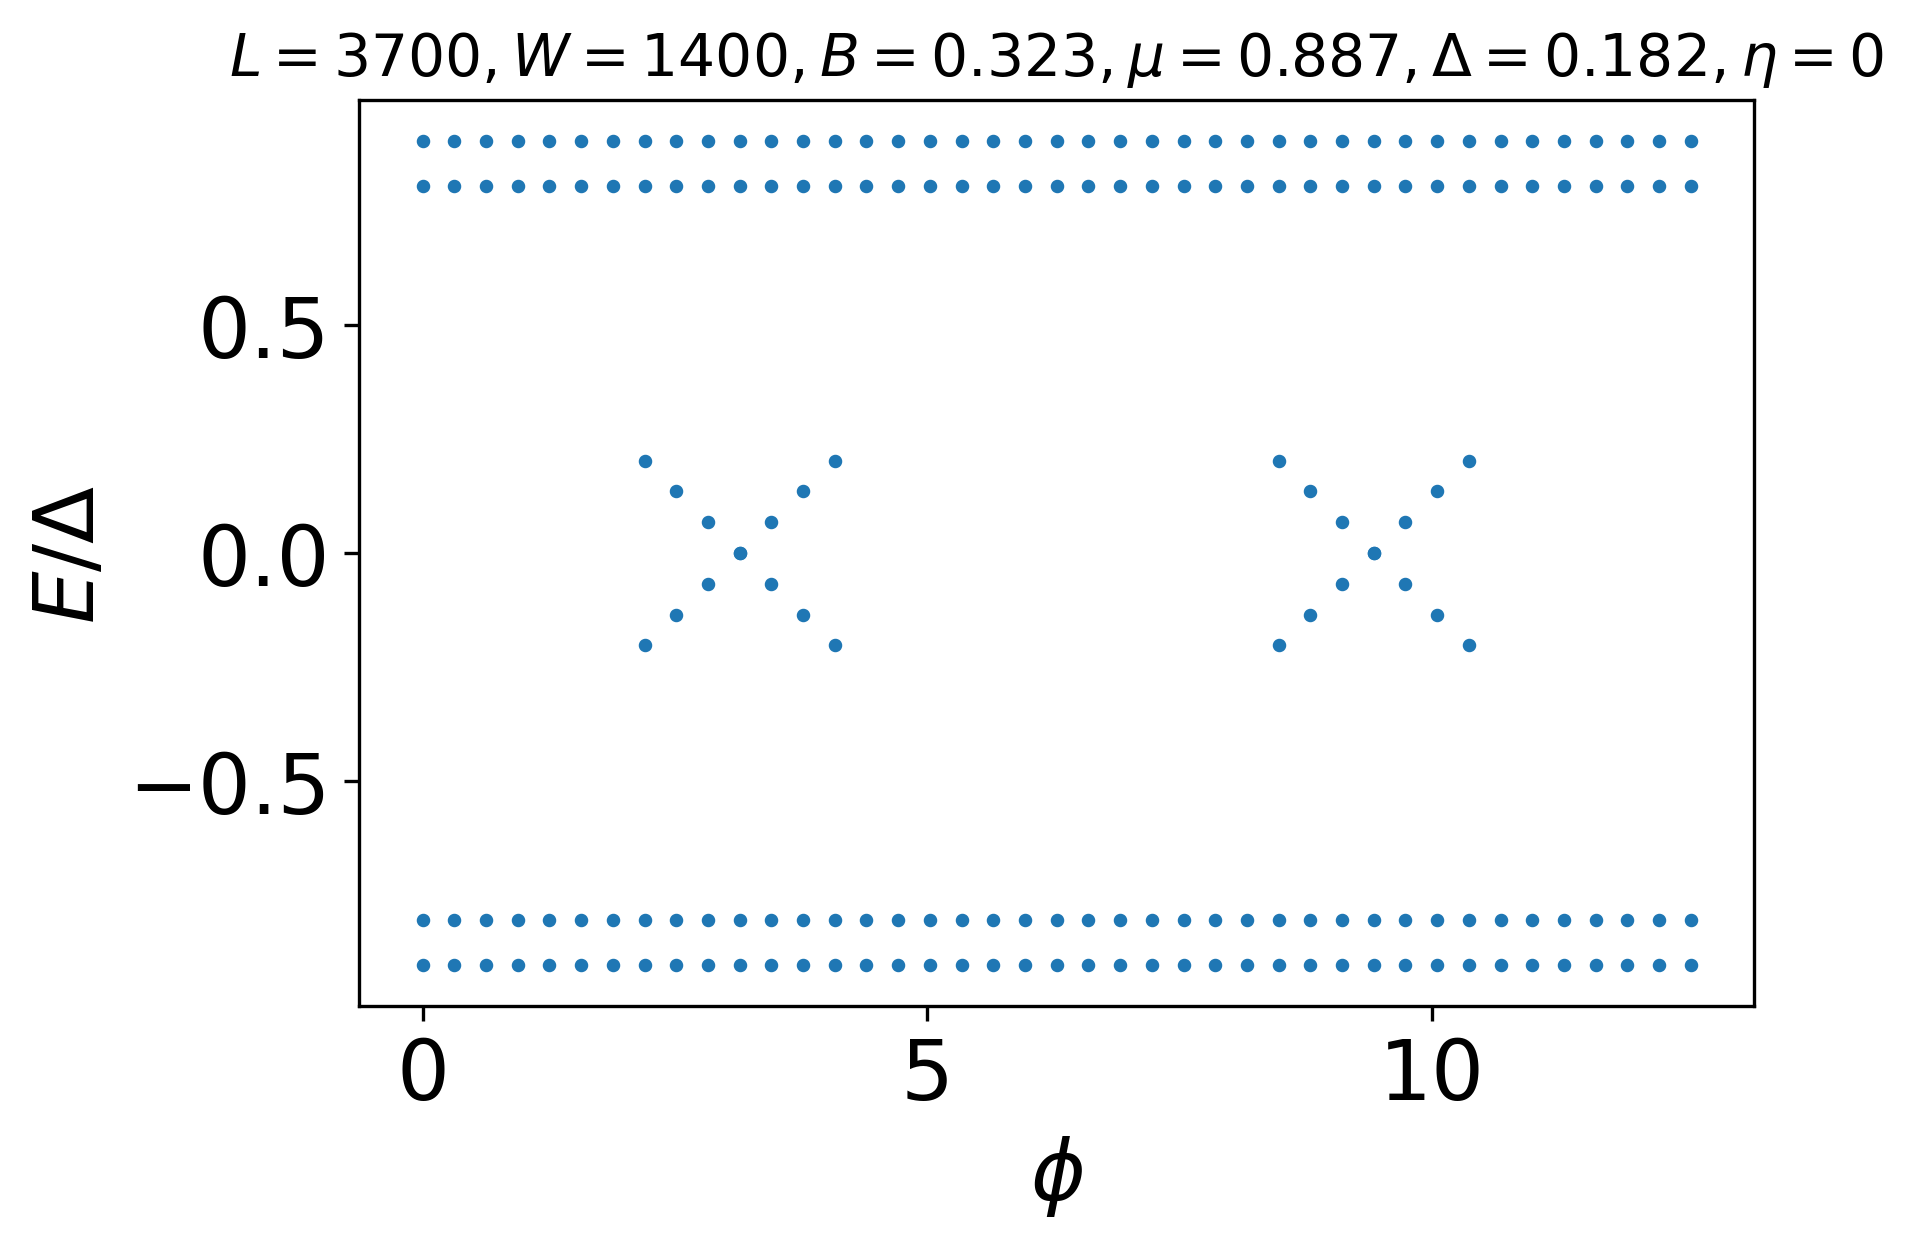 L = 3700, W = 1400, B = 0.323, μ = 0.887, Δ = 0.182, η = 0
0.5
0.0
−0.5
E/Δ
0 5 10
ϕ